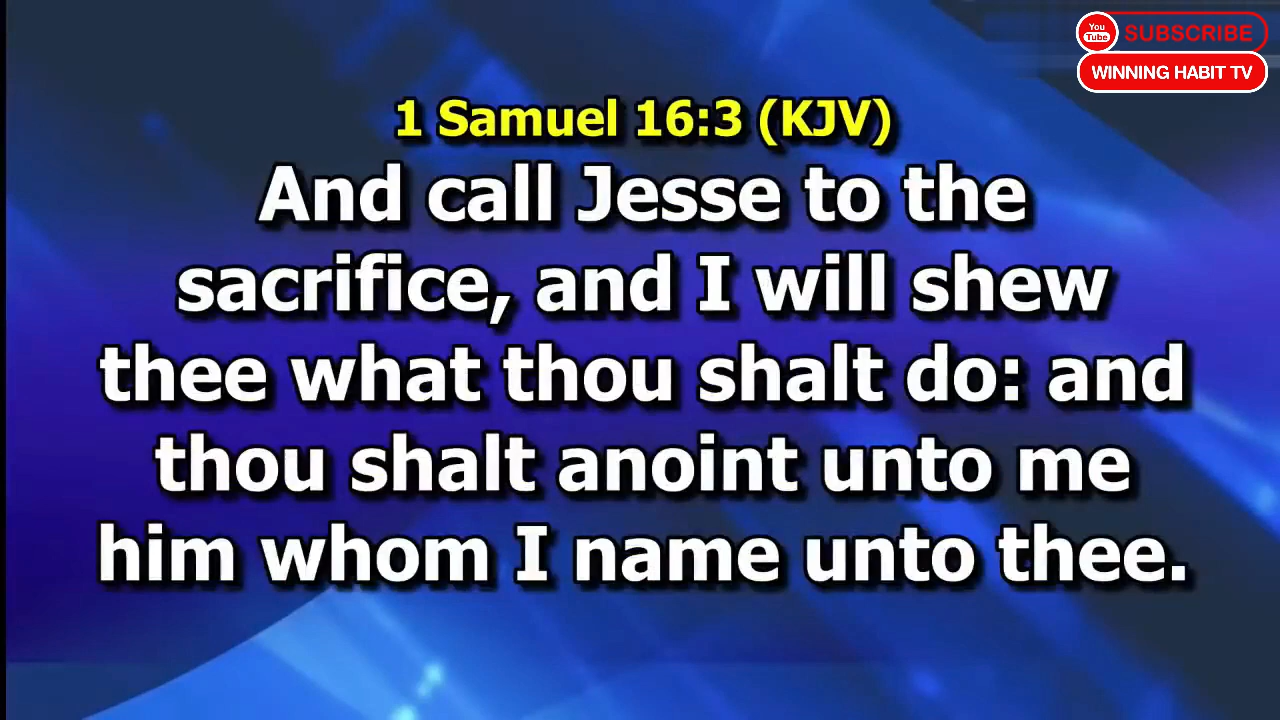 You
Tube
SUBSCRIBE
WINNING HABIT TV
1 Samuel 16:3 (KJV)
And call Jesse to the
sacrifice, and I will shew
thee what thou shalt do: and
thou shalt anoint unto me
him whom I name unto thee.